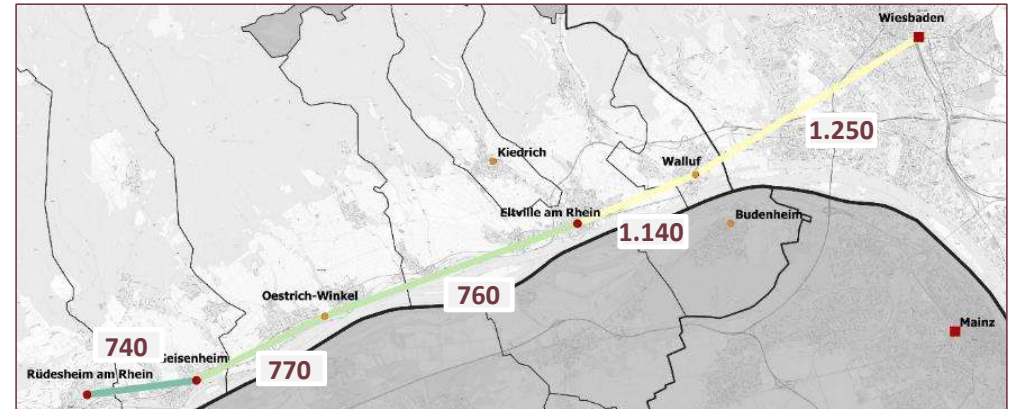 Wiesbaden
1.250
Kiedrich
Walluf
Eltville am Rhein
Budenheim
1.140
Oestrich-Winkel
760
Mainz
740
Geisenheim
770
Rüdesheim am Rhein